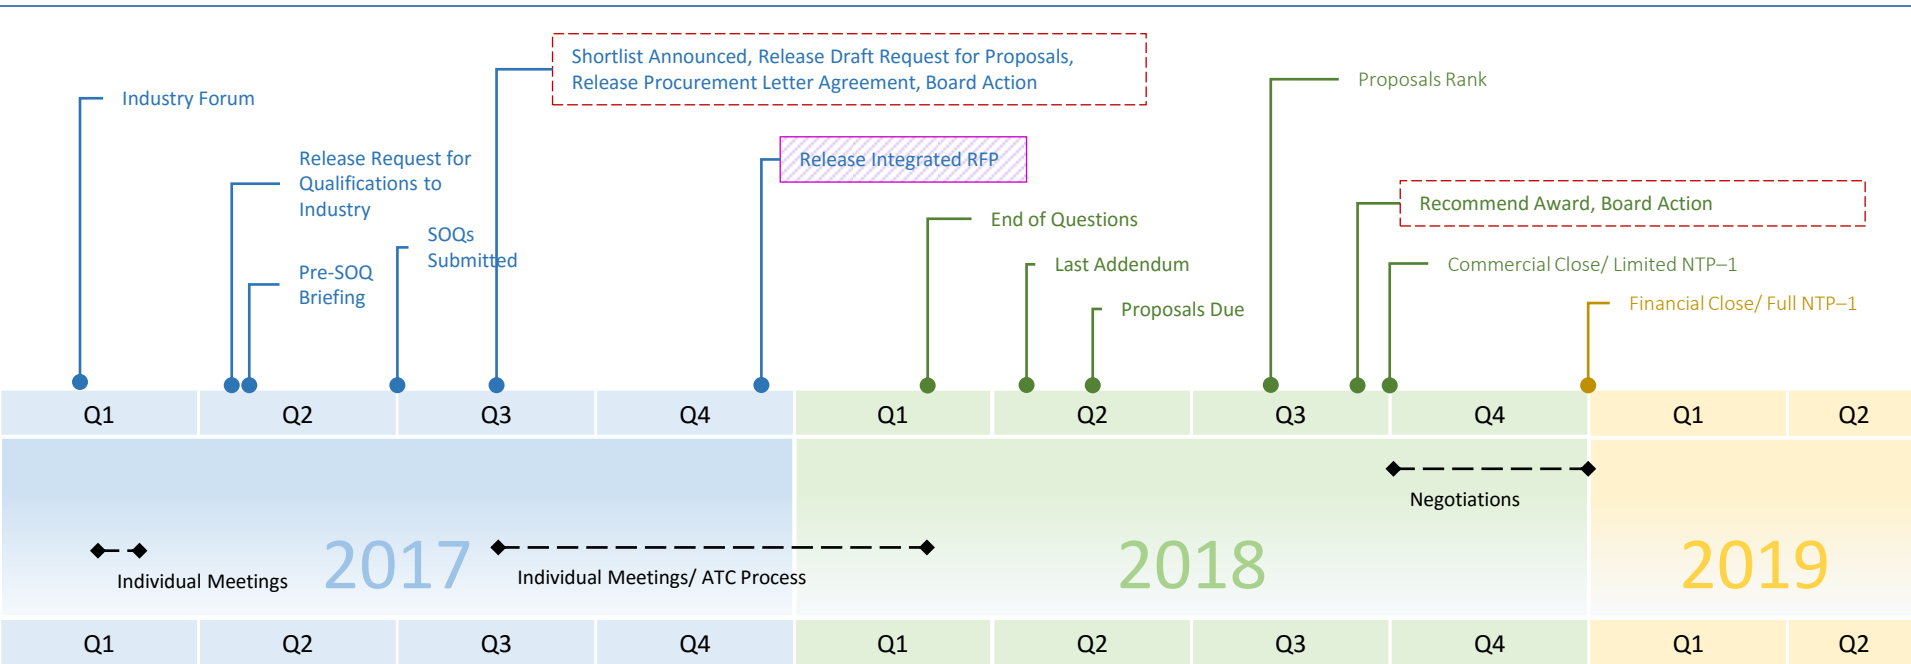 Shortlist Announced, Release Draft Request for Proposals,
Release Procurement Letter Agreement, Board Action
Industry Forum
Proposals Rank
Release Request for
Qualifications to
Industry
Release Integrated RFP
Recommend Award, Board Action
End of Questions
SOQs
Submitted
Pre-SOQ
Briefing
Last Addendum
Commercial Close/ Limited NTP–1
Proposals Due
Financial Close/ Full NTP–1
Q1 Q2 Q3 Q4 Q1 Q2 Q3 Q4 Q1 Q2
Negotiations
2017 2018 2019
Individual Meetings
Individual Meetings/ ATC Process
Q1 Q2 Q3 Q4 Q1 Q2 Q3 Q4 Q1 Q2